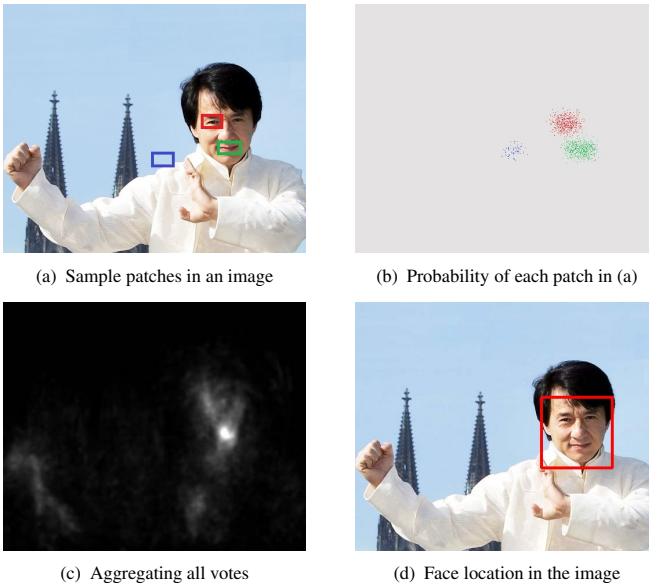 (a) Sample patches in an image
(b) Probability of each patch in (a)
(c) Aggregating all votes
(d) Face location in the image